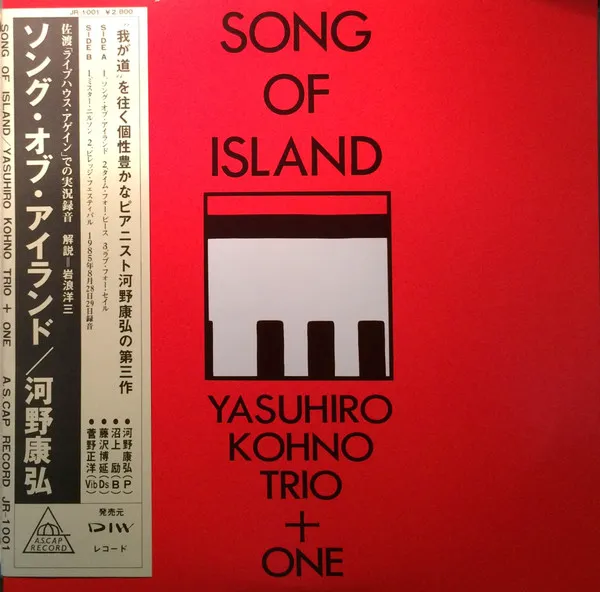 SONG
OF
ISLAND
YASUHIRO
KOHNO
TRIO
+
ONE
JR-1001 ¥2,800
"我が道"を往く個性豊かなピアニスト河野康弘の第三作
SIDE A 1.ソング・オブ・アイランド 2.タイム・フォー・ピース 3.ラブ・フォー・セイル
SIDE B 1.ミスター・ニルソン 2.ビレッジ・フェスティバル 1985年8月28日29日録音
●河野康弘(P)
●沼上 励(B)
●藤沢博延(Ds)
●菅野正洋(Vib)
佐渡「ライブハウス・アゲイン」での実況録音 解説=岩浪洋三
ソング・オブ・アイランド/河野康弘
SONG OF ISLAND/YASUHIRO KOHNO TRIO + ONE A.S.CAP RECORD JR-1001
A.S.CAP
RECORD
発売元
DIW
レコード